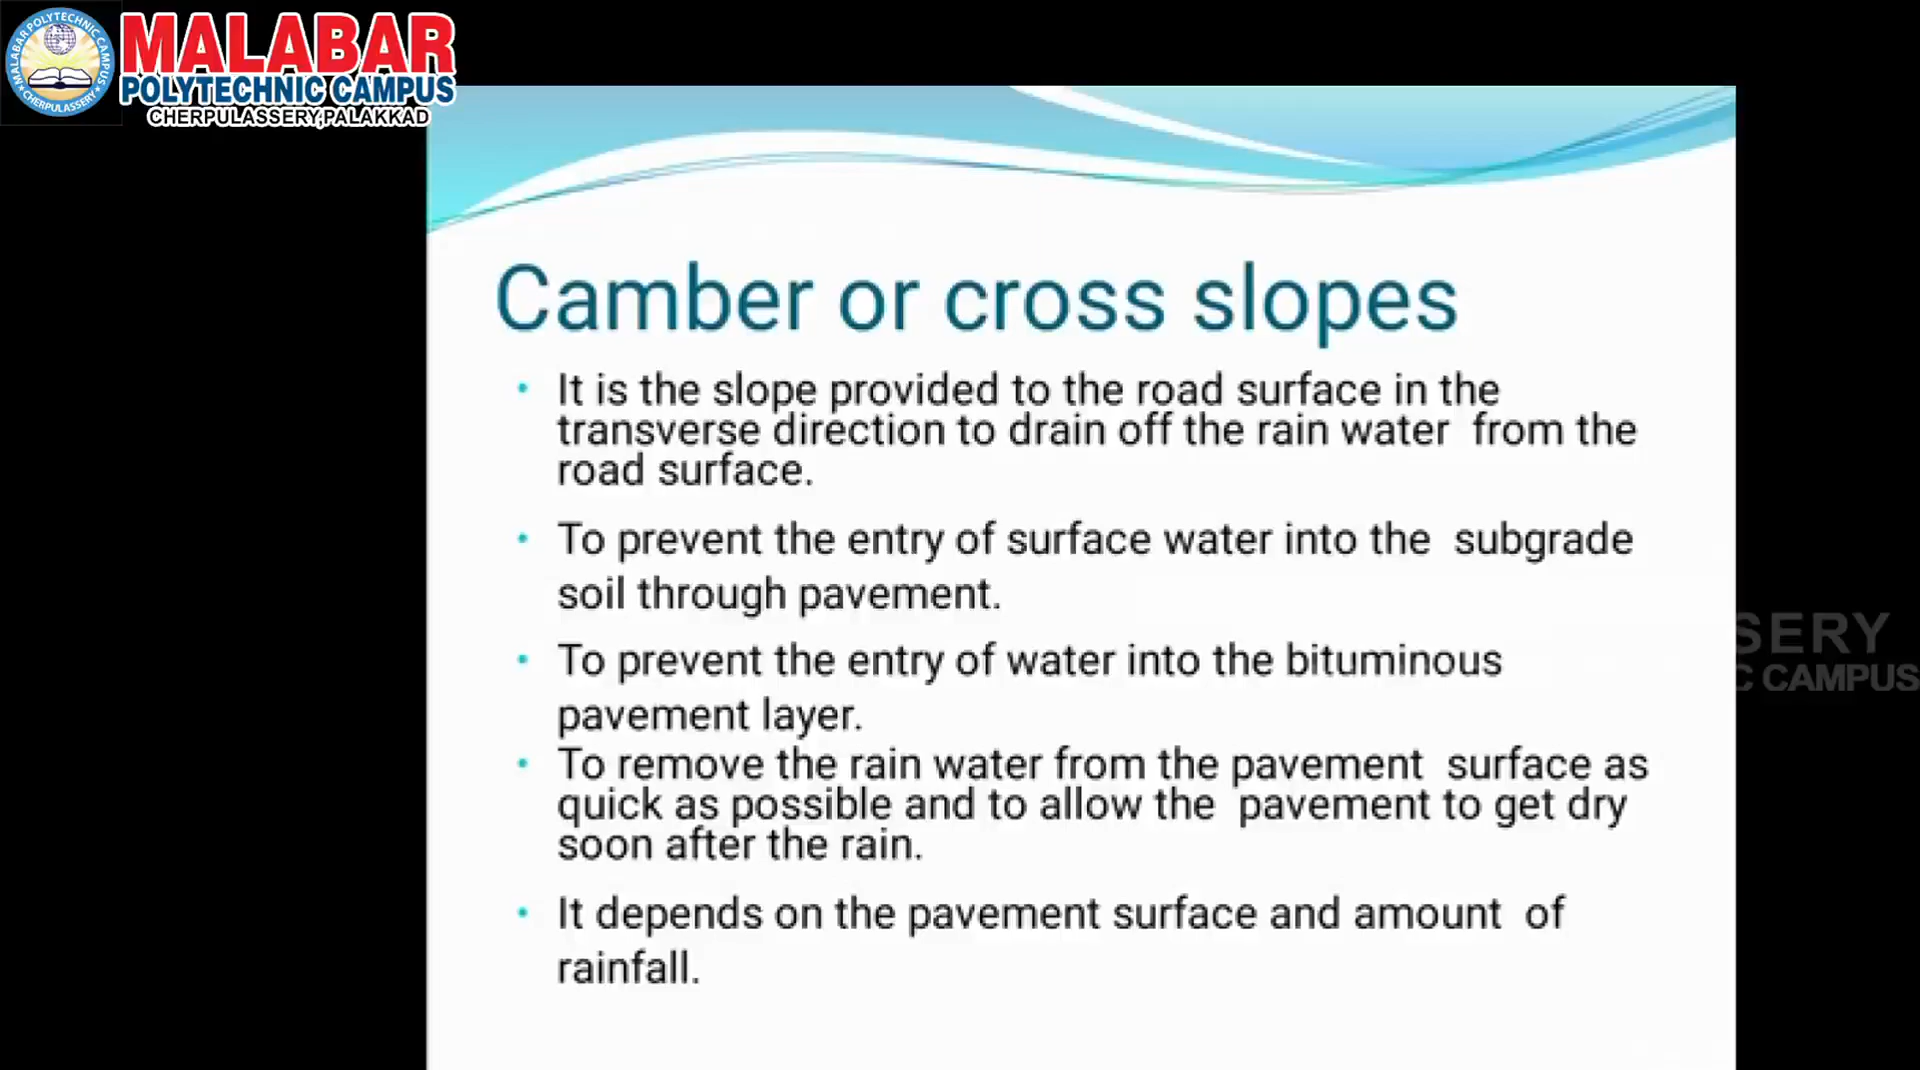 MALABAR
POLYTECHNIC CAMPUS
CHERPULASSERY,PALAKKAD
MALABAR POLYTECHNIC CAMPUS
CHERPULASSERY
Camber or cross slopes
• It is the slope provided to the road surface in the
transverse direction to drain off the rain water from the
road surface.
• To prevent the entry of surface water into the subgrade
soil through pavement.
• To prevent the entry of water into the bituminous
pavement layer.
• To remove the rain water from the pavement surface as
quick as possible and to allow the pavement to get dry
soon after the rain.
• It depends on the pavement surface and amount of
rainfall.
SERY
C CAMPUS